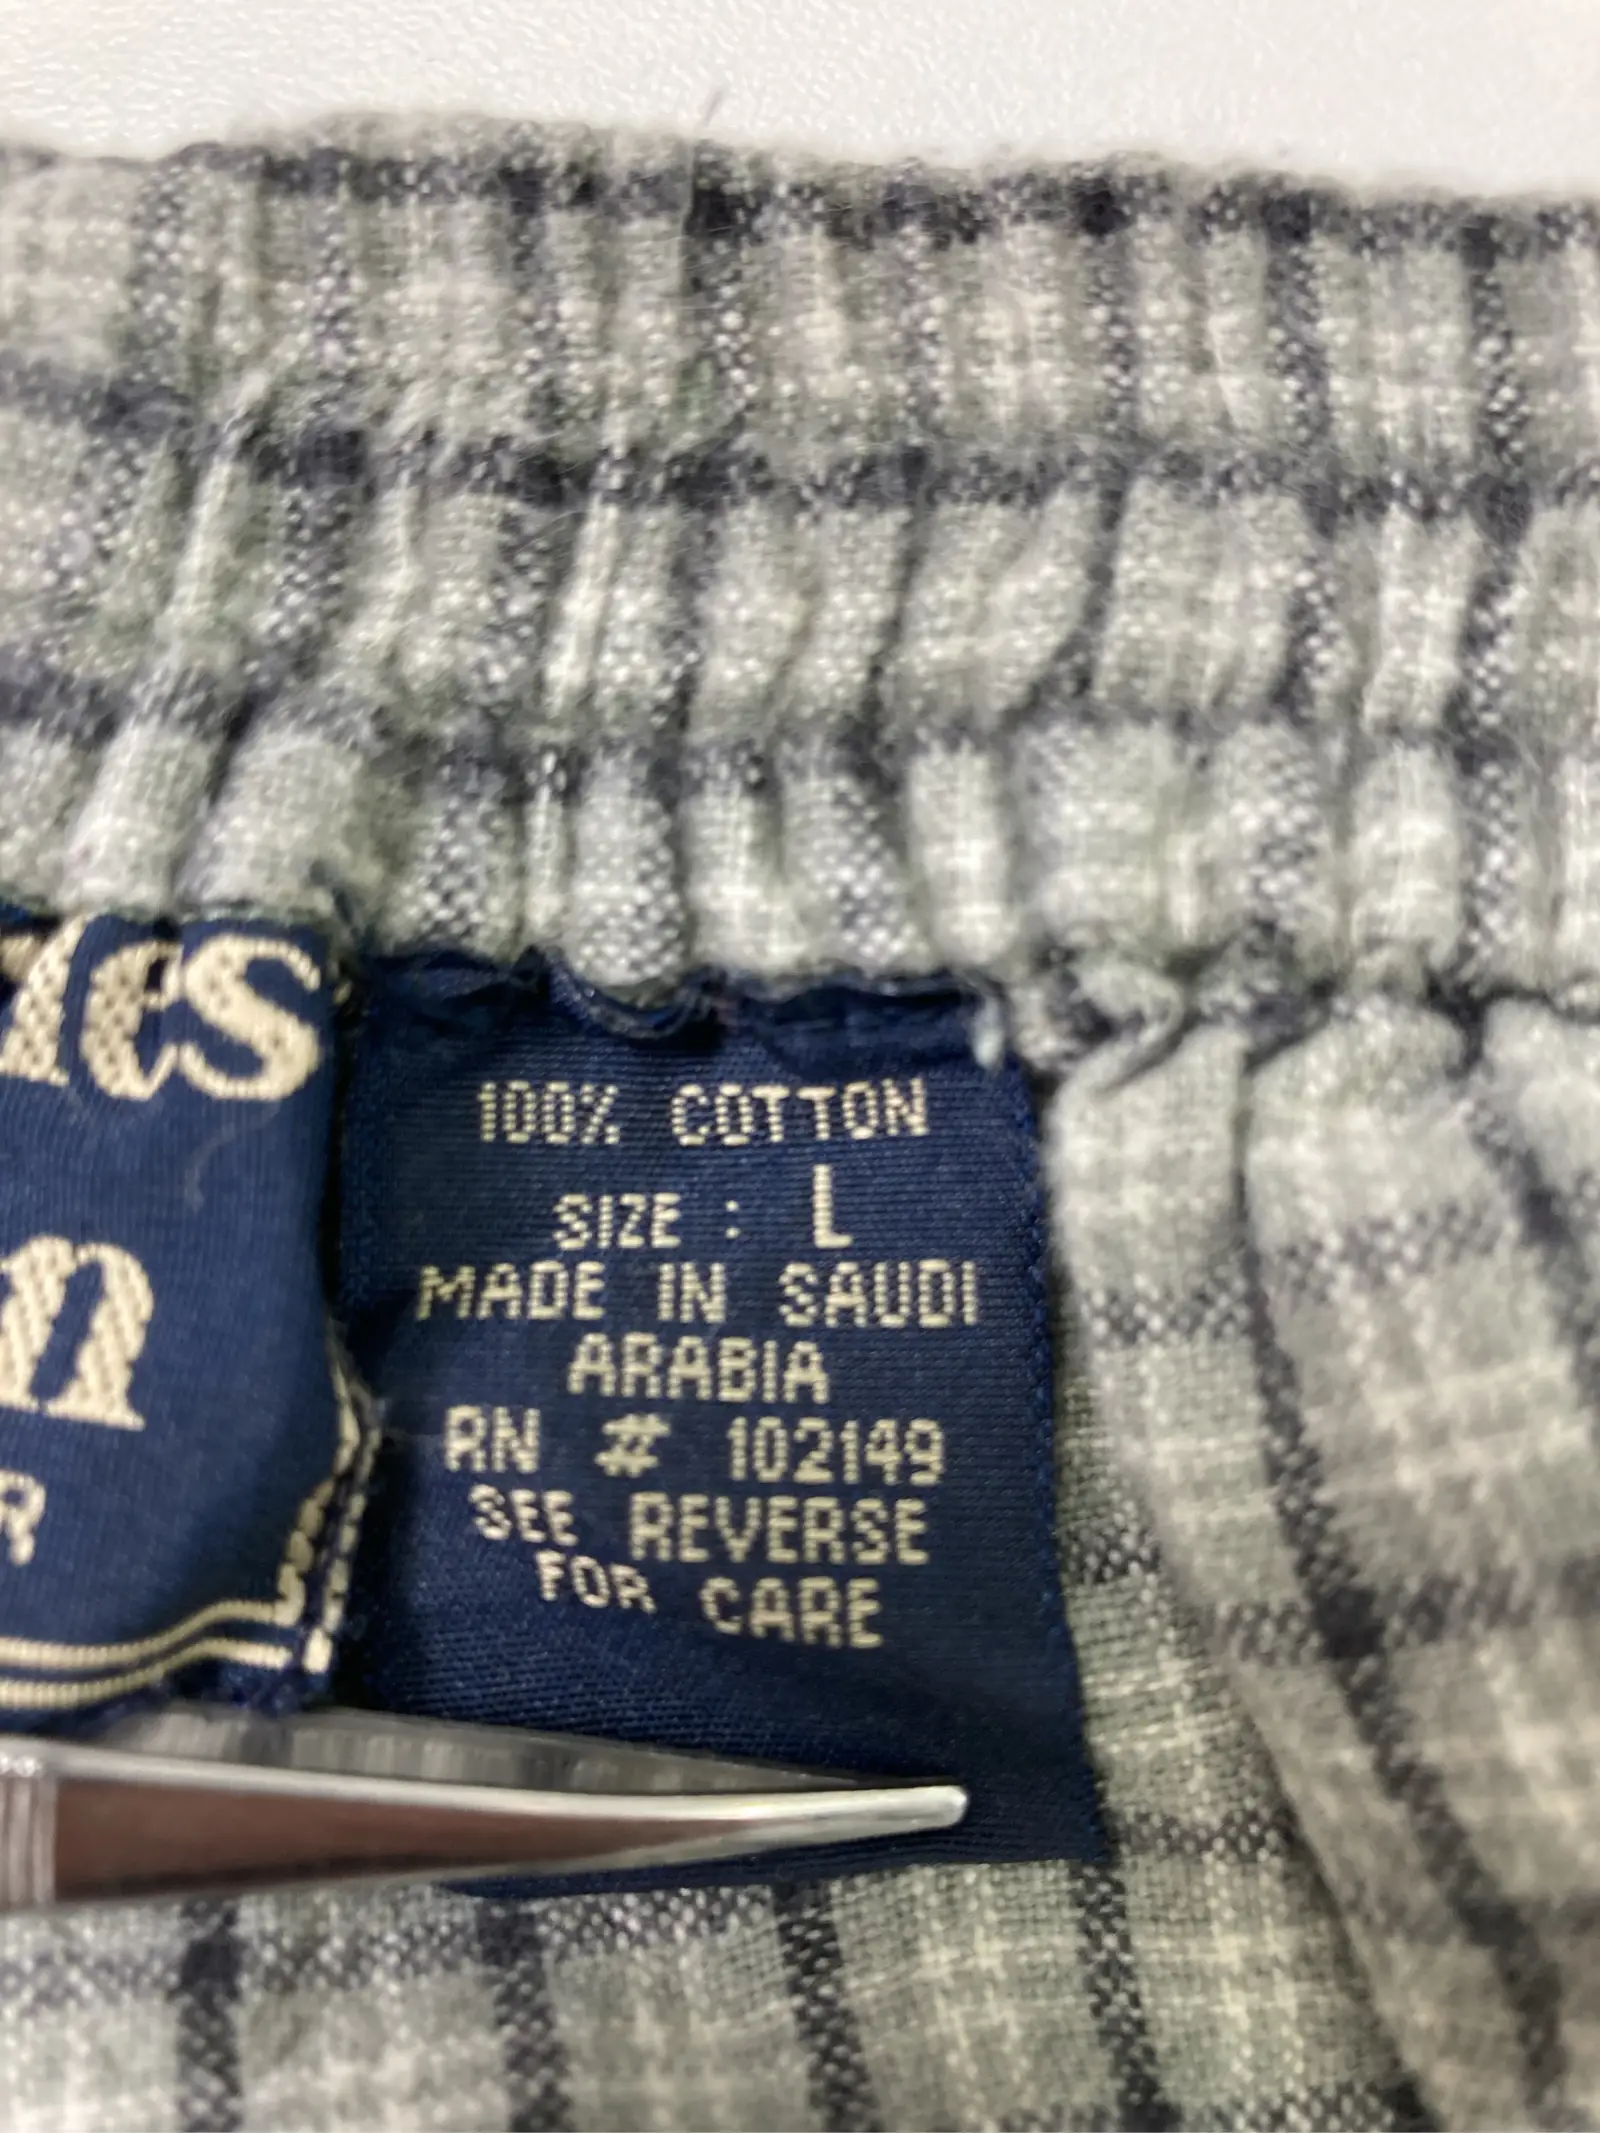 100% COTTON
SIZE : L
MADE IN SAUDI
ARABIA
RN # 102149
SEE REVERSE
FOR CARE